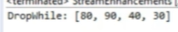 <terminated> StreamEnhancements [
DropWhile: [80, 90, 40, 30]